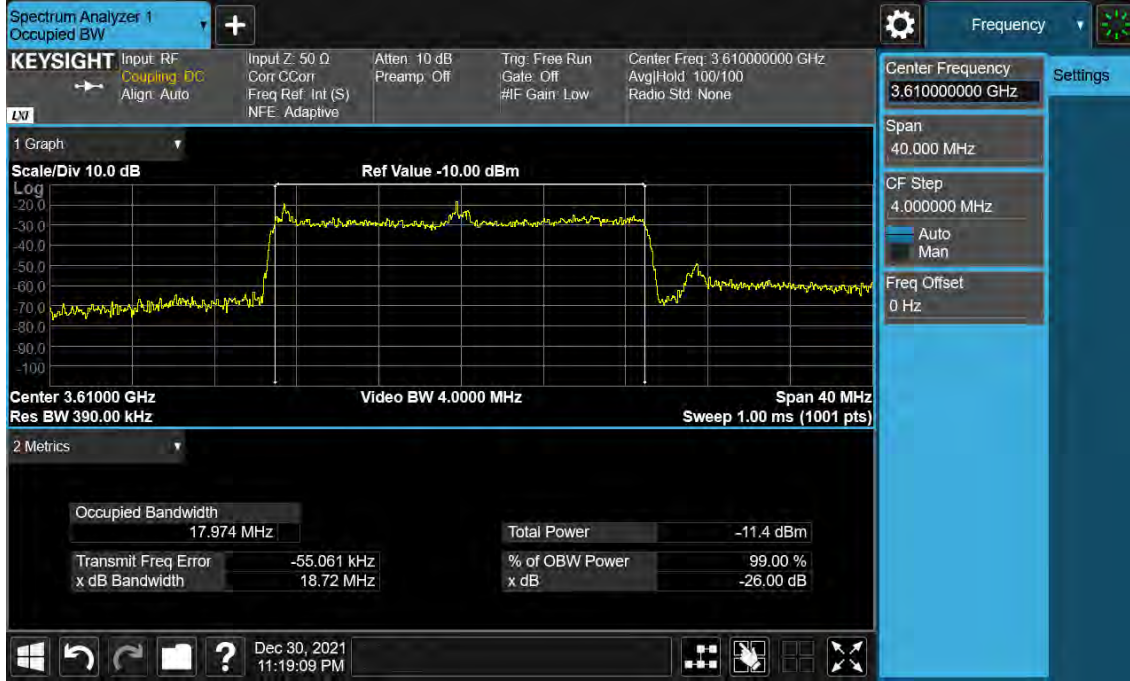 Spectrum Analyzer 1
Occupied BW
Frequency
KEYSIGHT
Input: RF
Coupling: DC
Align: Auto
Input Z: 50 Ω
Corr CCorr
Freq Ref: Int (S)
NFE: Adaptive
Atten: 10 dB
Preamp: Off
Trig: Free Run
Gate: Off
#IF Gain: Low
Center Freq: 3.610000000 GHz
Avg|Hold: 100/100
Radio Std: None
LXI
Center Frequency
3.610000000 GHz
Settings
Span
40.000 MHz
CF Step
4.000000 MHz
Auto
Man
Freq Offset
0 Hz
1 Graph
Scale/Div 10.0 dB
Ref Value -10.00 dBm
Log
-20.0
-30.0
-40.0
-50.0
-60.0
-70.0
-80.0
-90.0
-100
Center 3.61000 GHz
Video BW 4.0000 MHz
Span 40 MHz
Res BW 390.00 kHz
Sweep 1.00 ms (1001 pts)
2 Metrics
Occupied Bandwidth
17.974 MHz
Total Power -11.4 dBm
Transmit Freq Error -55.061 kHz
% of OBW Power 99.00 %
x dB Bandwidth 18.72 MHz
x dB -26.00 dB
Dec 30, 2021
11:19:09 PM